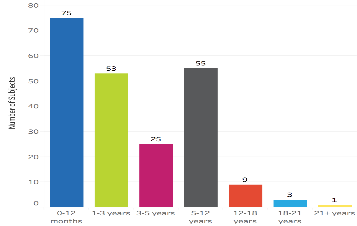 80
70
60
50
40
30
20
10
0
Number of Subjects
75
53
25
55
9
3
1
0-12
months
1-3 years
3-5 years
5-12
years
12-18
years
18-21
years
21+ years